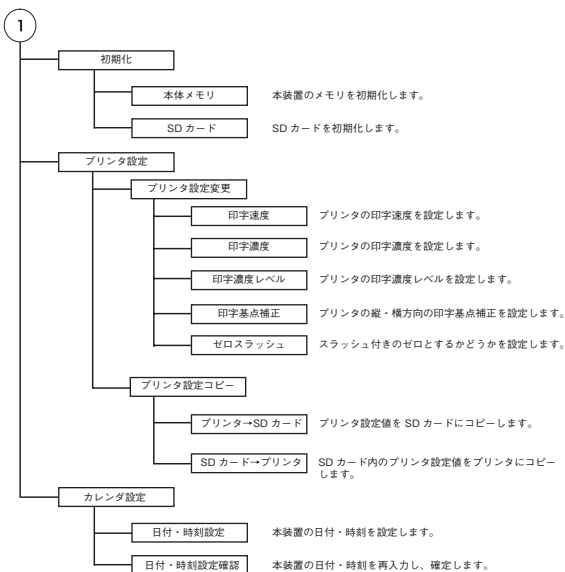 1
初期化
本体メモリ 本装置のメモリを初期化します。
SD カード SD カードを初期化します。
プリンタ設定
プリンタ設定変更
印字速度 プリンタの印字速度を設定します。
印字濃度 プリンタの印字濃度を設定します。
印字濃度レベル プリンタの印字濃度レベルを設定します。
印字基点補正 プリンタの縦・横方向の印字基点補正を設定します。
ゼロスラッシュ スラッシュ付きのゼロとするかどうかを設定します。
プリンタ設定コピー
プリンタ→SD カード プリンタ設定値を SD カードにコピーします。
SD カード→プリンタ SD カード内のプリンタ設定値をプリンタにコピー
します。
カレンダ設定
日付・時刻設定 本装置の日付・時刻を設定します。
日付・時刻設定確認 本装置の日付・時刻を再入力し、確定します。